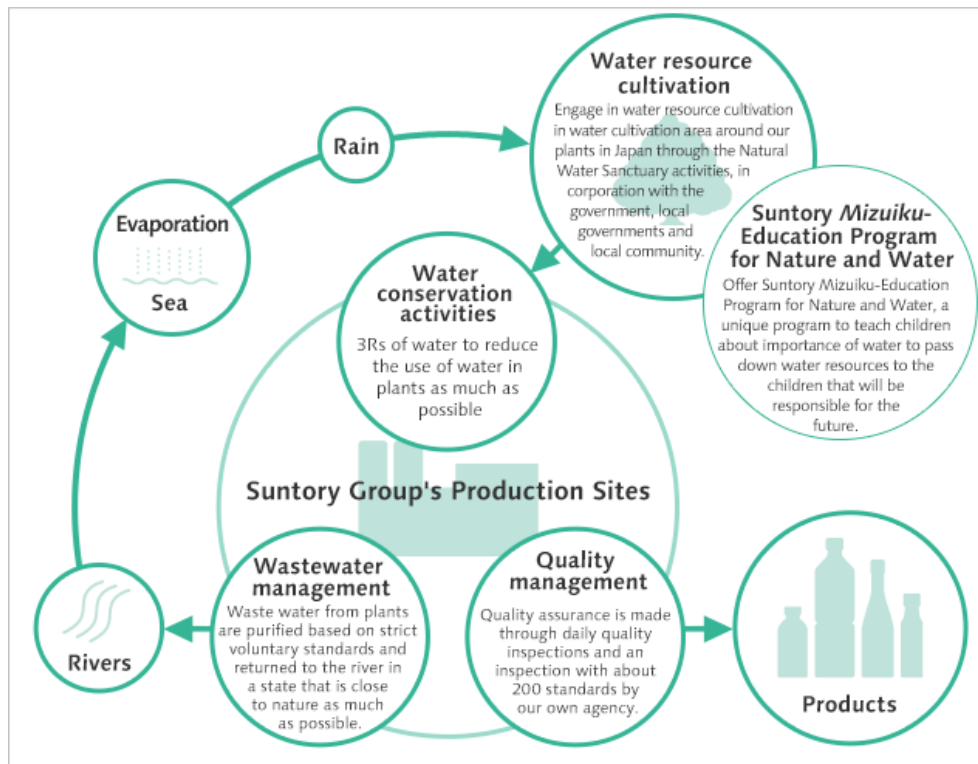 Water resource
cultivation
Engage in water resource cultivation
in water cultivation area around our
plants in Japan through the Natural
Water Sanctuary activities, in
corporation with the
government, local
governments and
local community.
Rain
Suntory Mizuiku-
Education Program
for Nature and Water
Offer Suntory Mizuiku-Education
Program for Nature and Water, a
unique program to teach children
about importance of water to pass
down water resources to the
children that will be
responsible for the
future.
Evaporation
Sea
Water
conservation
activities
3Rs of water to reduce
the use of water in
plants as much as
possible
Suntory Group's Production Sites
Wastewater
management
Waste water from plants
are purified based on strict
voluntary standards and
returned to the river in
a state that is close
to nature as much
as possible.
Quality
management
Quality assurance is made
through daily quality
inspections and an
inspection with about
200 standards by
our own agency.
Rivers
Products